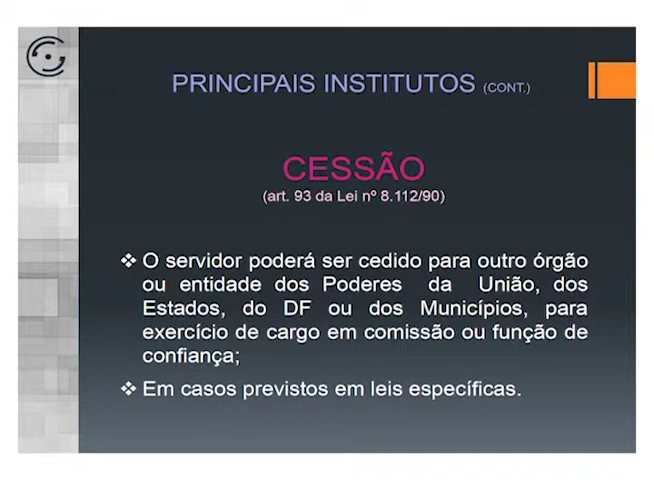 PRINCIPAIS INSTITUTOS (CONT.)
CESSÃO
(art. 93 da Lei nº 8.112/90)
❖ O servidor poderá ser cedido para outro órgão
ou entidade dos Poderes da União, dos
Estados, do DF ou dos Municípios, para
exercício de cargo em comissão ou função de
confiança;
❖ Em casos previstos em leis específicas.